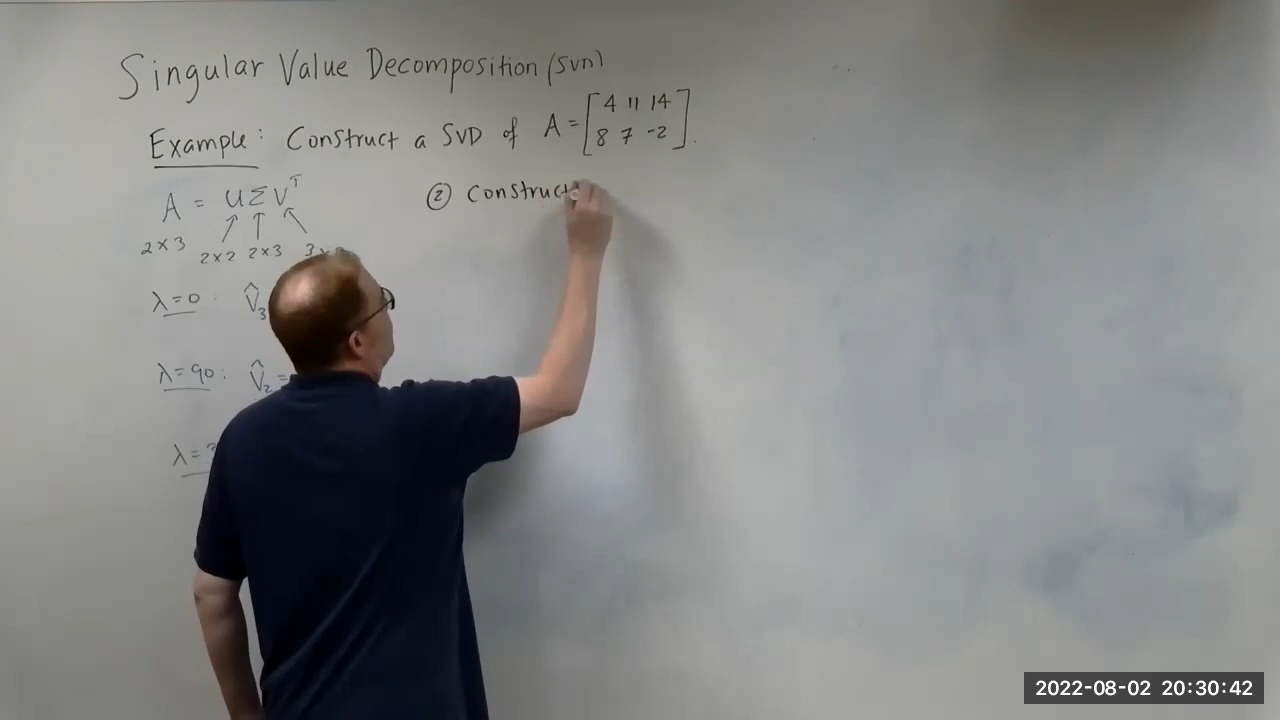 Singular Value Decomposition (SVD)
Example: Construct a SVD of A = [4 11 14
8 7 -2].
A = UΣV^T
2×3 2×2 2×3 3×
λ=0: V̂₃
λ=90: V̂₂ =
λ=
② Construct
2022-08-02 20:30:42